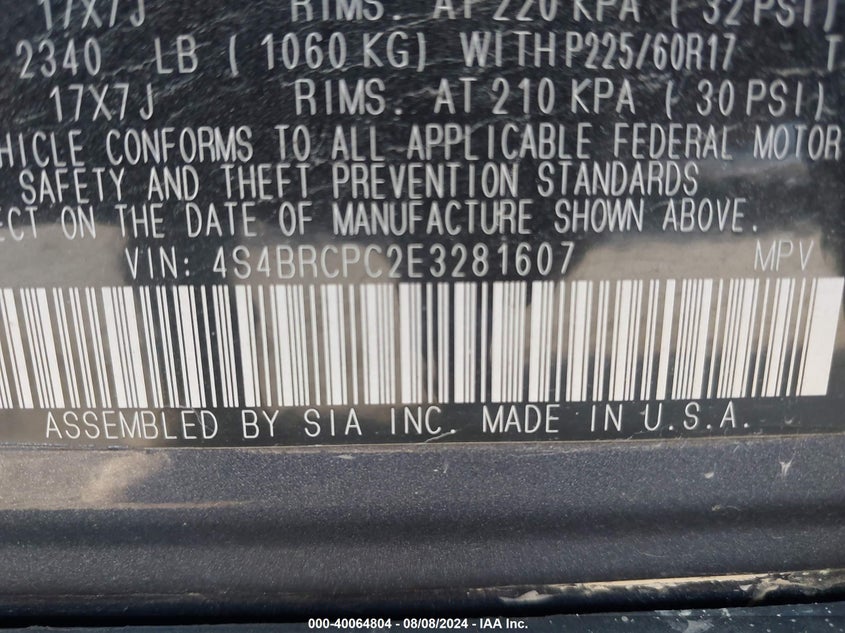 17X7J RIMS. AT 220 KPA ( 32 PSI)
2340 LB ( 1060 KG) WITH P225/60R17 T
17X7J RIMS. AT 210 KPA ( 30 PSI)
HICLE CONFORMS TO ALL APPLICABLE FEDERAL MOTOR
SAFETY AND THEFT PREVENTION STANDARDS
ECT ON THE DATE OF MANUFACTURE SHOWN ABOVE.
VIN: 4S4BRCPC2E3281607 MPV
ASSEMBLED BY SIA INC. MADE IN U.S.A.
000-40064804 - 08/08/2024 - IAA Inc.